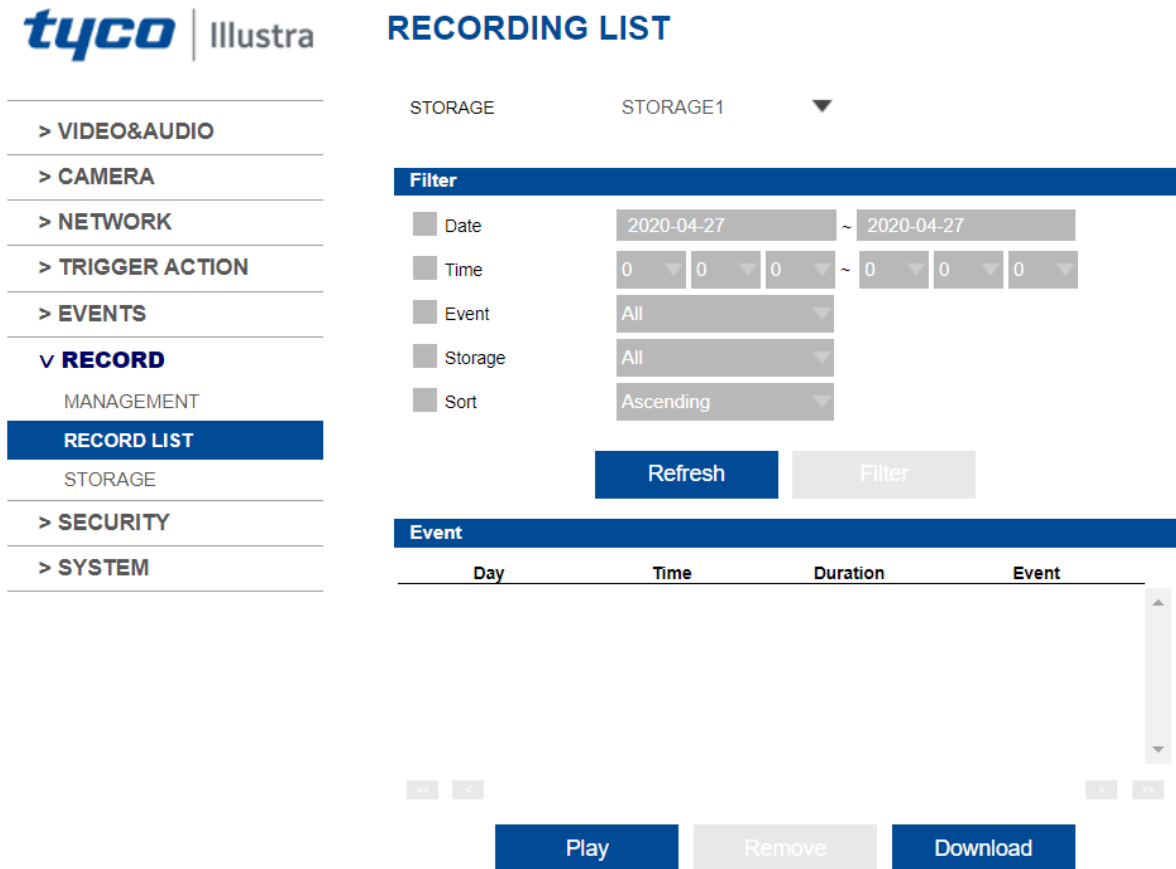 tyco | Illustra
RECORDING LIST
STORAGE STORAGE1
> VIDEO&AUDIO
> CAMERA
> NETWORK
> TRIGGER ACTION
> EVENTS
v RECORD
MANAGEMENT
RECORD LIST
STORAGE
> SECURITY
> SYSTEM
Filter
Date 2020-04-27 ~ 2020-04-27
Time 0 0 0 ~ 0 0 0
Event All
Storage All
Sort Ascending
Refresh Filter
Event
Day Time Duration Event
<< < > >>
Play Remove Download